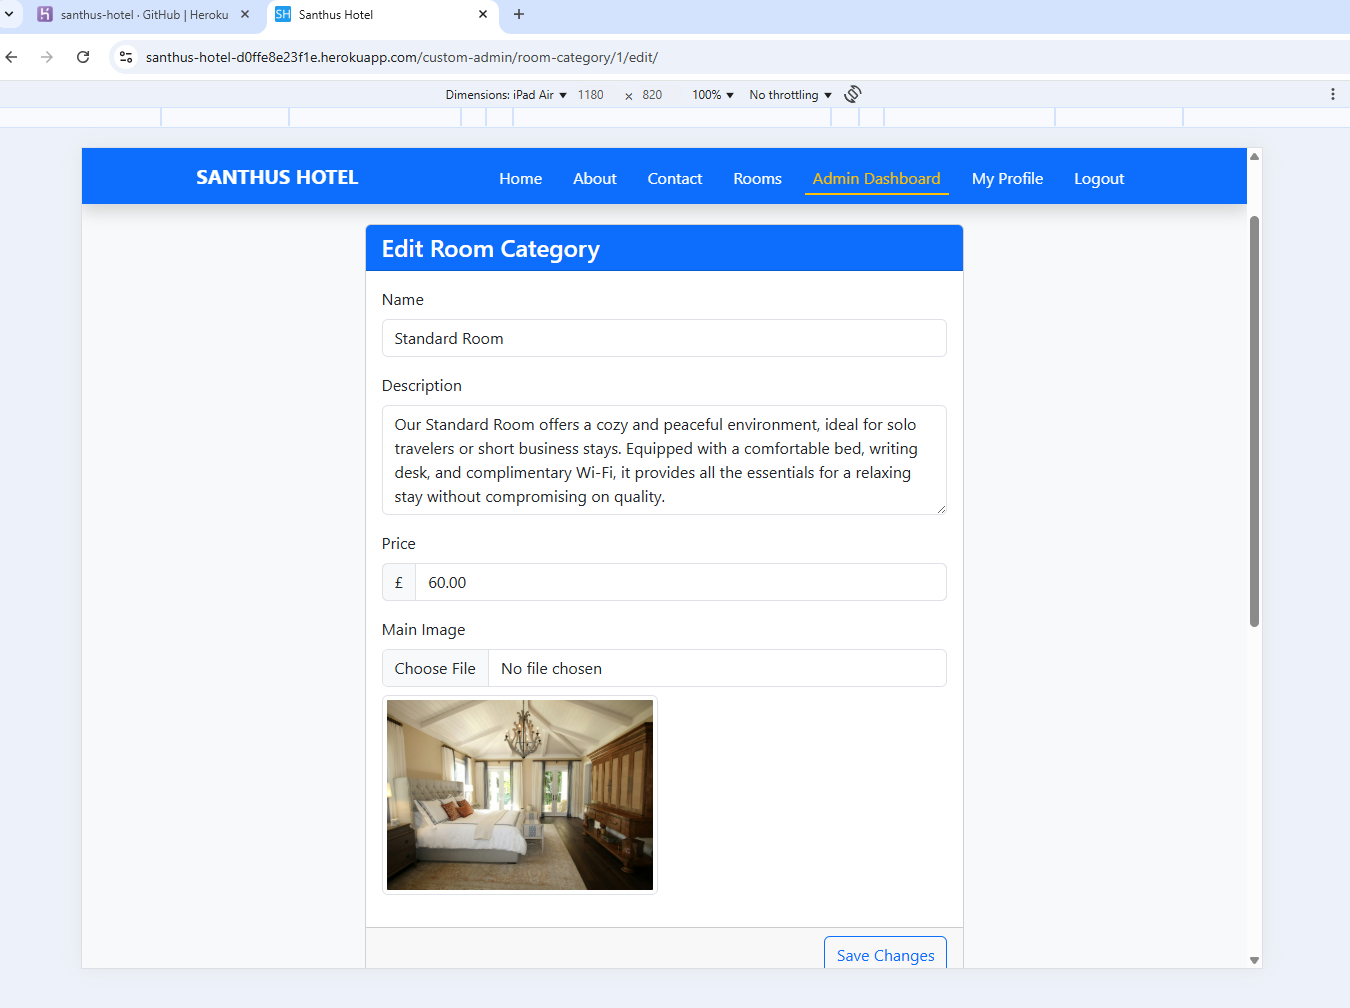 santhus-hotel · GitHub | Heroku
SH Santhus Hotel
santhus-hotel-d0ffe8e23f1e.herokuapp.com/custom-admin/room-category/1/edit/
Dimensions: iPad Air 1180 × 820 100% No throttling
SANTHUS HOTEL Home About Contact Rooms Admin Dashboard My Profile Logout
Edit Room Category
Name
Standard Room
Description
Our Standard Room offers a cozy and peaceful environment, ideal for solo
travelers or short business stays. Equipped with a comfortable bed, writing
desk, and complimentary Wi-Fi, it provides all the essentials for a relaxing
stay without compromising on quality.
Price
£ 60.00
Main Image
Choose File No file chosen
Save Changes